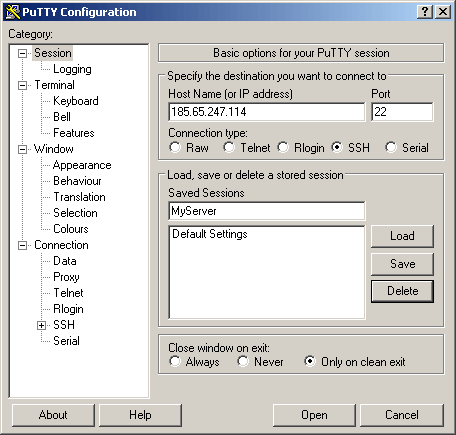 PuTTY Configuration
Category:
Session
Logging
Terminal
Keyboard
Bell
Features
Window
Appearance
Behaviour
Translation
Selection
Colours
Connection
Data
Proxy
Telnet
Rlogin
SSH
Serial
Basic options for your PuTTY session
Specify the destination you want to connect to
Host Name (or IP address) Port
185.65.247.114 22
Connection type:
Raw Telnet Rlogin SSH Serial
Load, save or delete a stored session
Saved Sessions
MyServer
Default Settings
Load
Save
Delete
Close window on exit:
Always Never Only on clean exit
About Help Open Cancel